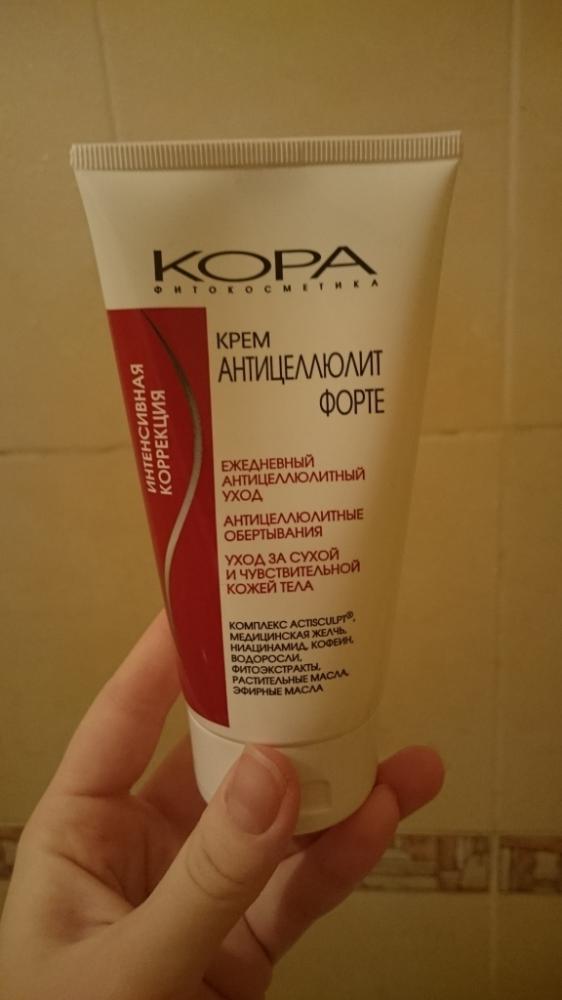 КОРА
ФИТОКОСМЕТИКА
КРЕМ
АНТИЦЕЛЛЮЛИТ
ФОРТЕ
ИНТЕНСИВНАЯ
КОРРЕКЦИЯ
ЕЖЕДНЕВНЫЙ
АНТИЦЕЛЛЮЛИТНЫЙ
УХОД
АНТИЦЕЛЛЮЛИТНЫЕ
ОБЕРТЫВАНИЯ
УХОД ЗА СУХОЙ
И ЧУВСТВИТЕЛЬНОЙ
КОЖЕЙ ТЕЛА
КОМПЛЕКС ACTISCULPT®,
МЕДИЦИНСКАЯ ЖЕЛЧЬ,
НИАЦИНАМИД, КОФЕИН,
ВОДОРОСЛИ,
ФИТОЭКСТРАКТЫ,
РАСТИТЕЛЬНЫЕ МАСЛА,
ЭФИРНЫЕ МАСЛА